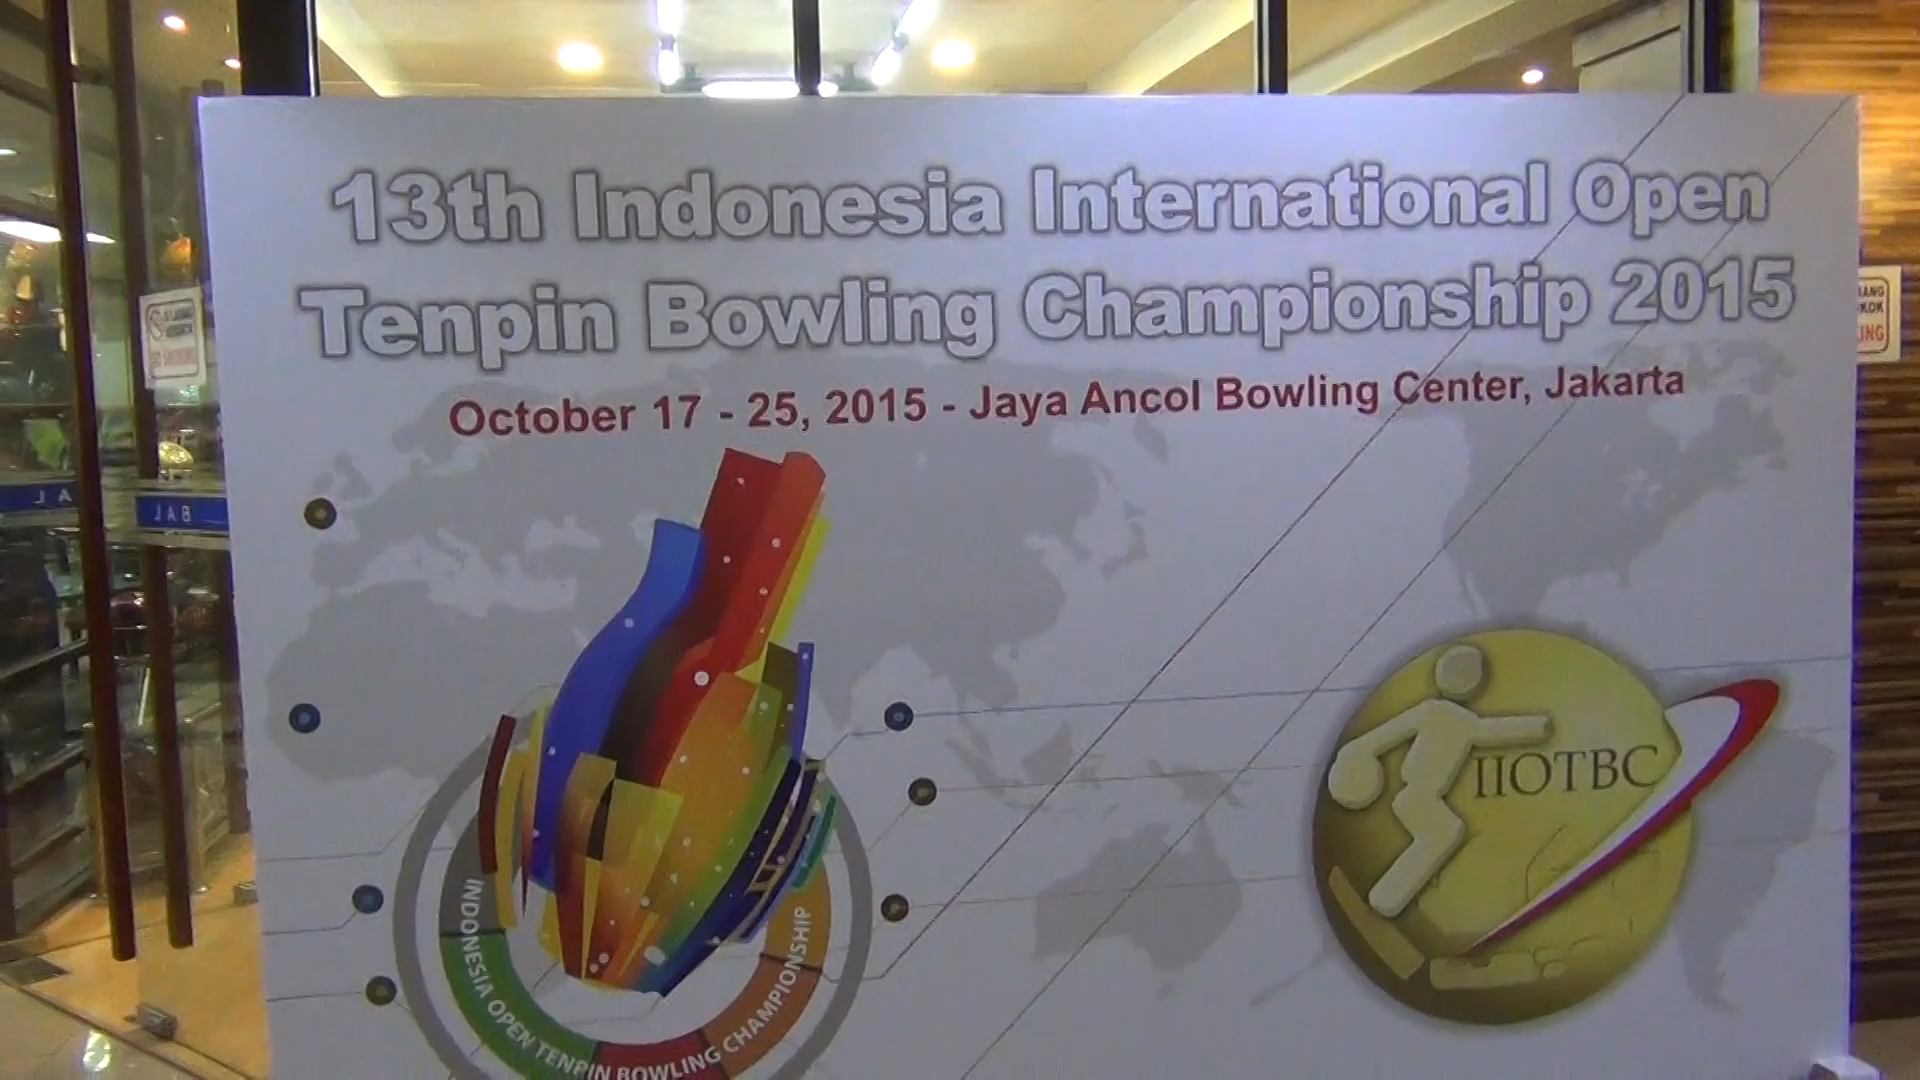 13th Indonesia International Open
Tenpin Bowling Championship 2015
October 17 - 25, 2015 - Jaya Ancol Bowling Center, Jakarta
IIOTBC
INDONESIA OPEN TENPIN BOWLING CHAMPIONSHIP
J A
JAB